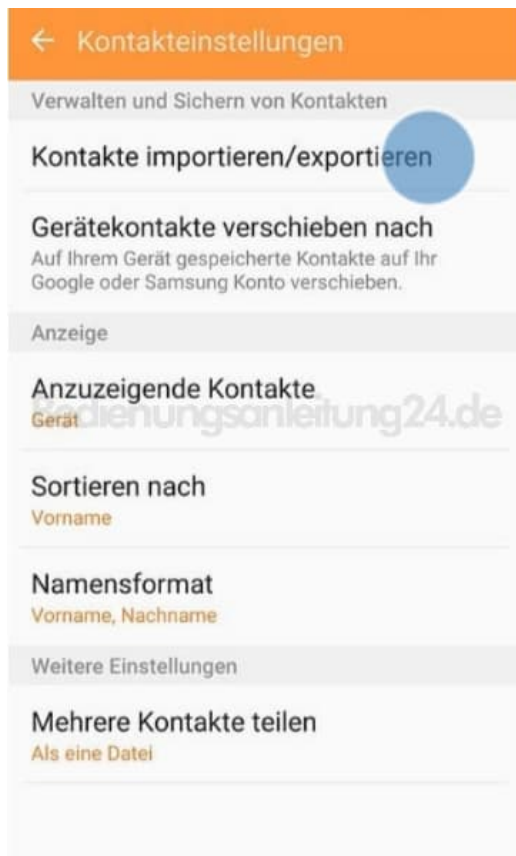 Kontakteinstellungen
Verwalten und Sichern von Kontakten
Kontakte importieren/exportieren
Gerätekontakte verschieben nach
Auf Ihrem Gerät gespeicherte Kontakte auf Ihr
Google oder Samsung Konto verschieben.
Anzeige
Anzuzeigende Kontakte
Gerät
Bedienungsanleitung24.de
Sortieren nach
Vorname
Namensformat
Vorname, Nachname
Weitere Einstellungen
Mehrere Kontakte teilen
Als eine Datei